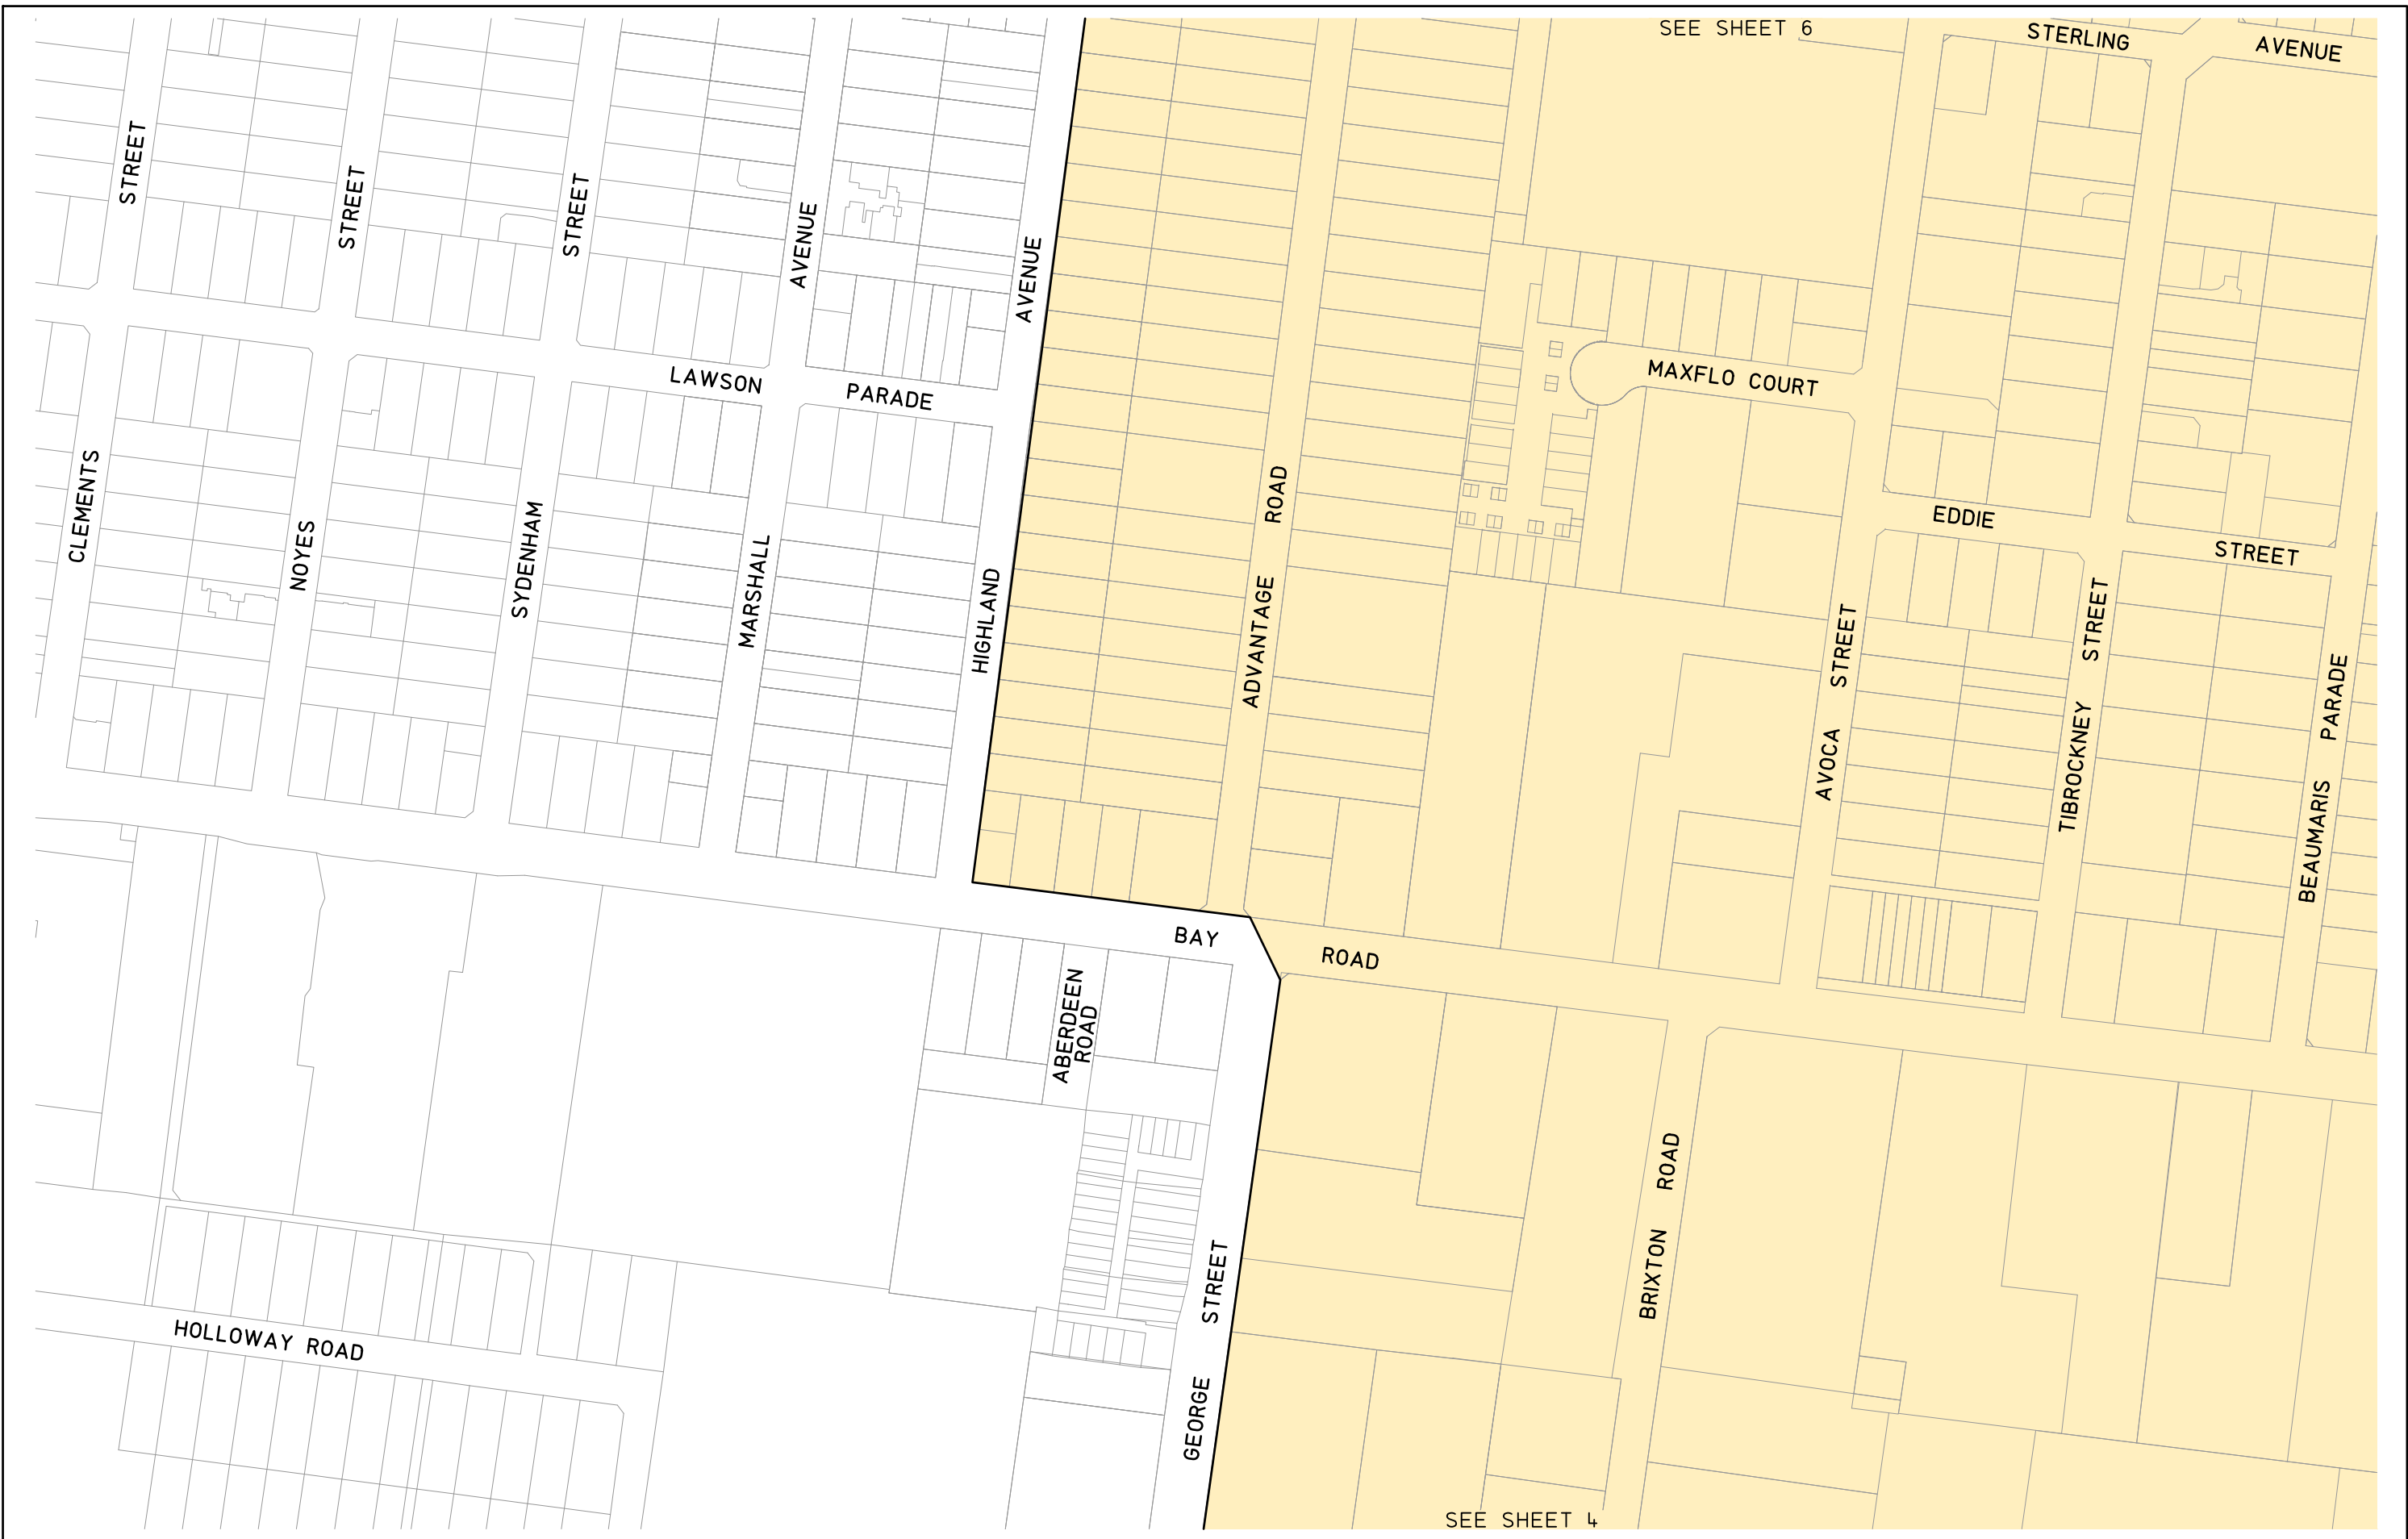 SEE SHEET 6
STERLING
AVENUE
STREET
STREET
STREET
AVENUE
AVENUE
LAWSON
PARADE
MAXFLO COURT
CLEMENTS
NOYES
SYDENHAM
MARSHALL
HIGHLAND
ADVANTAGE
ROAD
EDDIE
STREET
AVOCA
STREET
TIBROCKNEY
STREET
BEAUMARIS
PARADE
BAY
ROAD
ABERDEEN
ROAD
BRIXTON
ROAD
GEORGE
STREET
HOLLOWAY ROAD
SEE SHEET 4